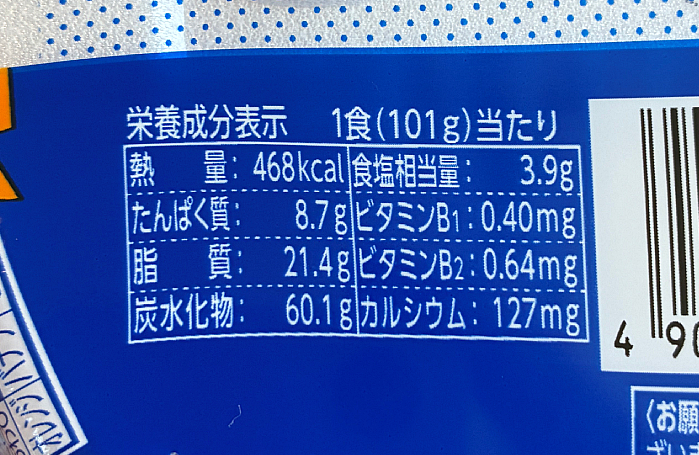 栄養成分表示 1食(101g)当たり
熱量: 468kcal 食塩相当量: 3.9g
たんぱく質: 8.7g ビタミンB1: 0.40mg
脂質: 21.4g ビタミンB2: 0.64mg
炭水化物: 60.1g カルシウム: 127mg
4 90
〈お願
ざい